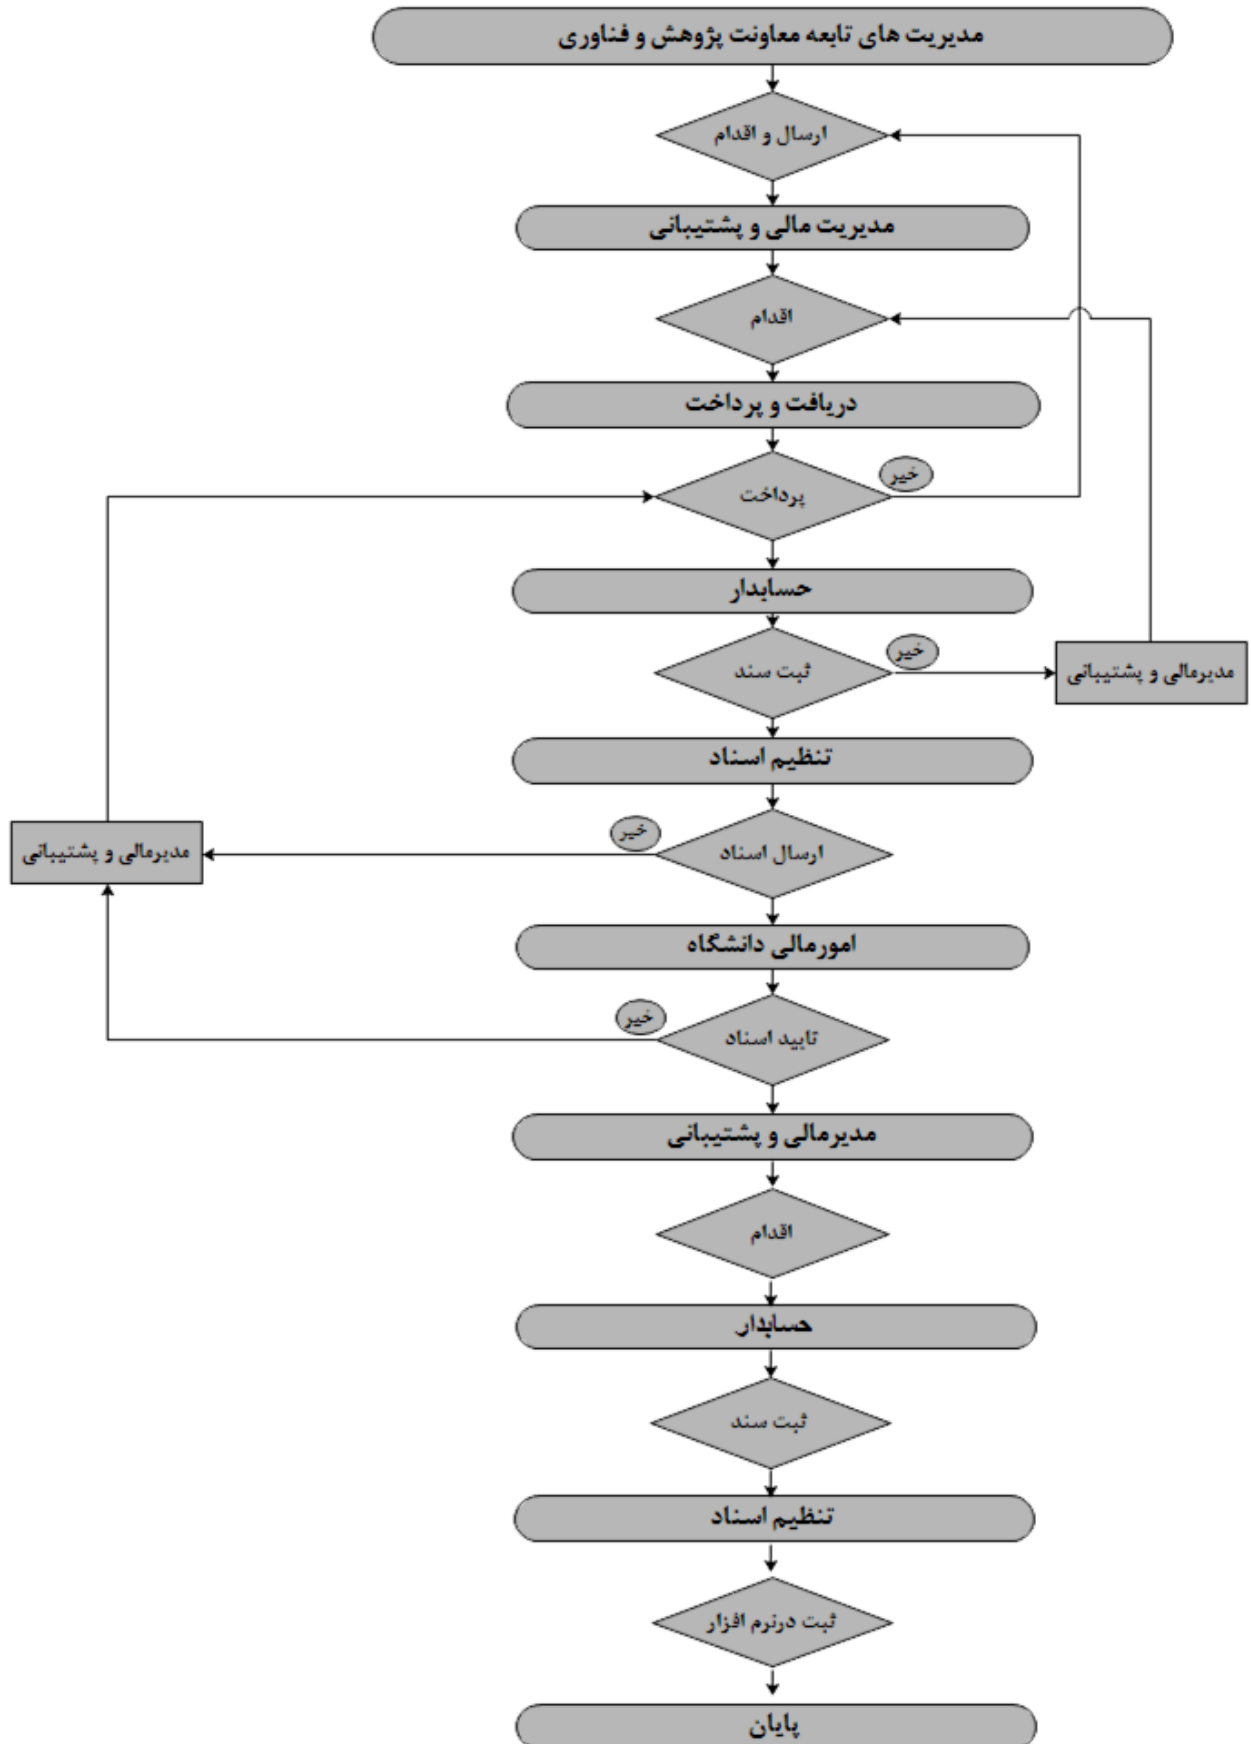 مدیریت های تابعه معاونت پژوهش و فناوری
ارسال و اقدام
مدیریت مالی و پشتیبانی
اقدام
دریافت و پرداخت
خیر
پرداخت
حسابدار
خیر
ثبت سند
مدیرمالی و پشتیبانی
تنظیم اسناد
خیر
ارسال اسناد
مدیرمالی و پشتیبانی
امورمالی دانشگاه
خیر
تایید اسناد
مدیرمالی و پشتیبانی
اقدام
حسابدار
ثبت سند
تنظیم اسناد
ثبت درنرم افزار
پایان